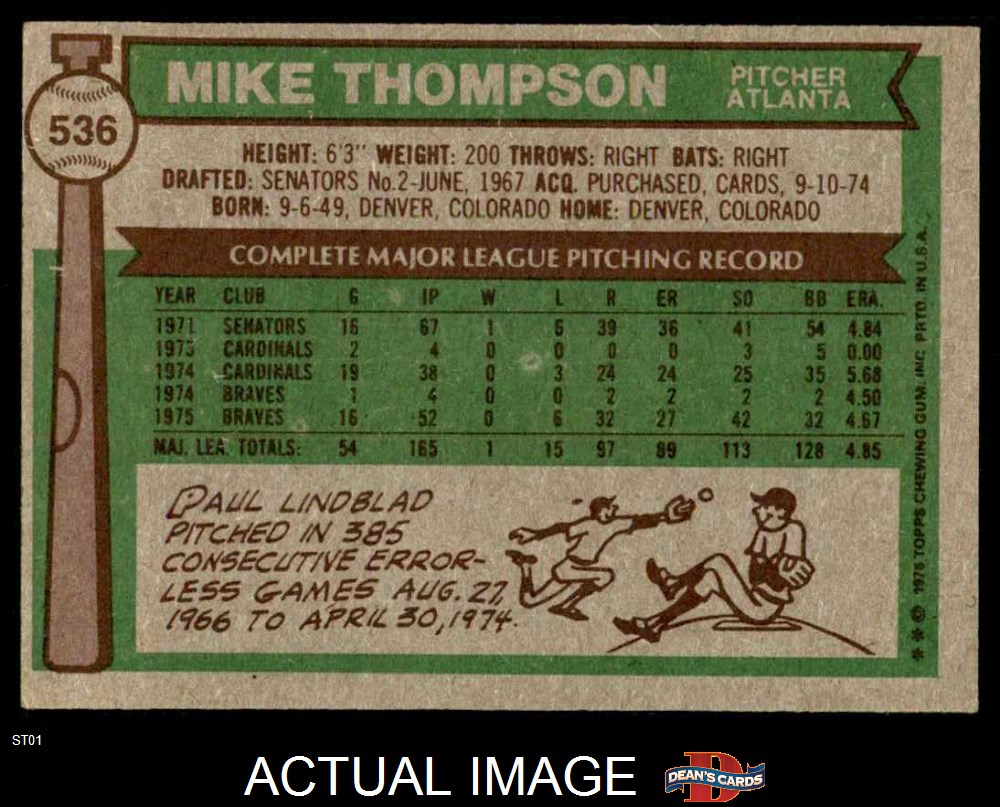 536
MIKE THOMPSON
PITCHER
ATLANTA
HEIGHT: 6'3" WEIGHT: 200 THROWS: RIGHT BATS: RIGHT
DRAFTED: SENATORS No.2-JUNE, 1967 ACQ. PURCHASED, CARDS, 9-10-74
BORN: 9-6-49, DENVER, COLORADO HOME: DENVER, COLORADO
COMPLETE MAJOR LEAGUE PITCHING RECORD
YEAR CLUB G IP W L R ER SO BB ERA.
1971 SENATORS 16 67 1 6 39 36 41 54 4.84
1973 CARDINALS 2 4 0 0 0 0 3 5 0.00
1974 CARDINALS 19 38 0 3 24 24 25 35 5.68
1974 BRAVES 1 4 0 0 2 2 2 2 4.50
1975 BRAVES 16 52 0 6 32 27 42 32 4.67
MAJ. LEA. TOTALS: 54 165 1 15 97 89 113 128 4.85
PAUL LINDBLAD
PITCHED IN 385
CONSECUTIVE ERROR-
LESS GAMES AUG. 27,
1966 TO APRIL 30, 1974.
** © 1976 TOPPS CHEWING GUM, INC. PRTD. IN U.S.A.
ST01
ACTUAL IMAGE
D
DEAN'S CARDS